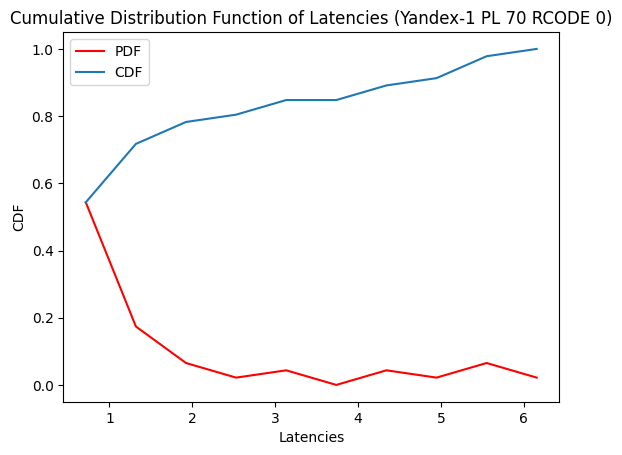 Cumulative Distribution Function of Latencies (Yandex-1 PL 70 RCODE 0)
PDF
CDF
1.0
0.8
0.6
0.4
0.2
0.0
CDF
1 2 3 4 5 6
Latencies